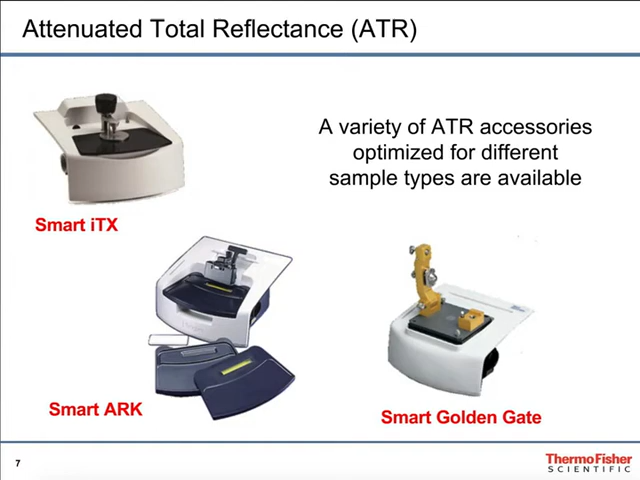 Attenuated Total Reflectance (ATR)
A variety of ATR accessories
optimized for different
sample types are available
Smart iTX
Smart ARK
Smart Golden Gate
7
ThermoFisher
SCIENTIFIC